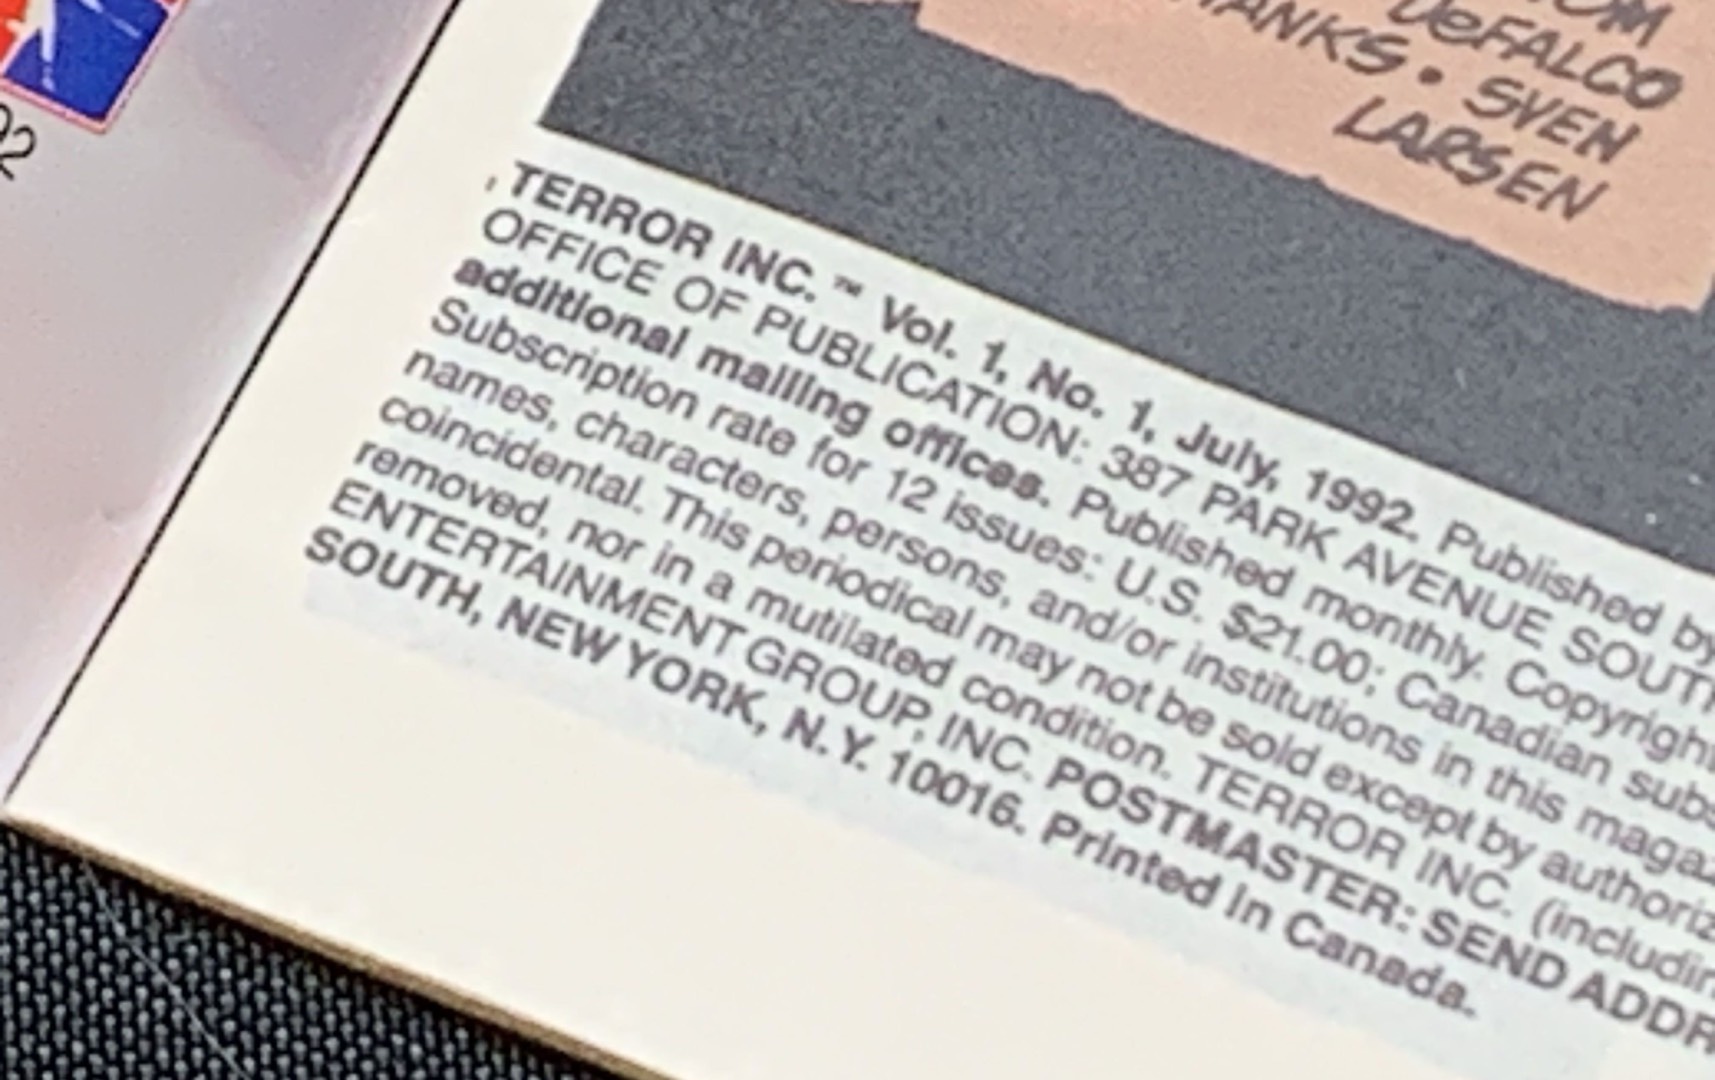 92
TOM
DeFALCO
THANKS • SVEN
LARSEN
TERROR INC.™ Vol. 1, No. 1, July, 1992. Published by
OFFICE OF PUBLICATION: 387 PARK AVENUE SOUTH
additional mailing offices. Published monthly. Copyright
Subscription rate for 12 issues: U.S. $21.00; Canadian subs
names, characters, persons, and/or institutions in this magaz
coincidental. This periodical may not be sold except by authoriz
removed, nor in a mutilated condition. TERROR INC. (includin
ENTERTAINMENT GROUP, INC. POSTMASTER: SEND ADDR
SOUTH, NEW YORK, N.Y. 10016. Printed in Canada.